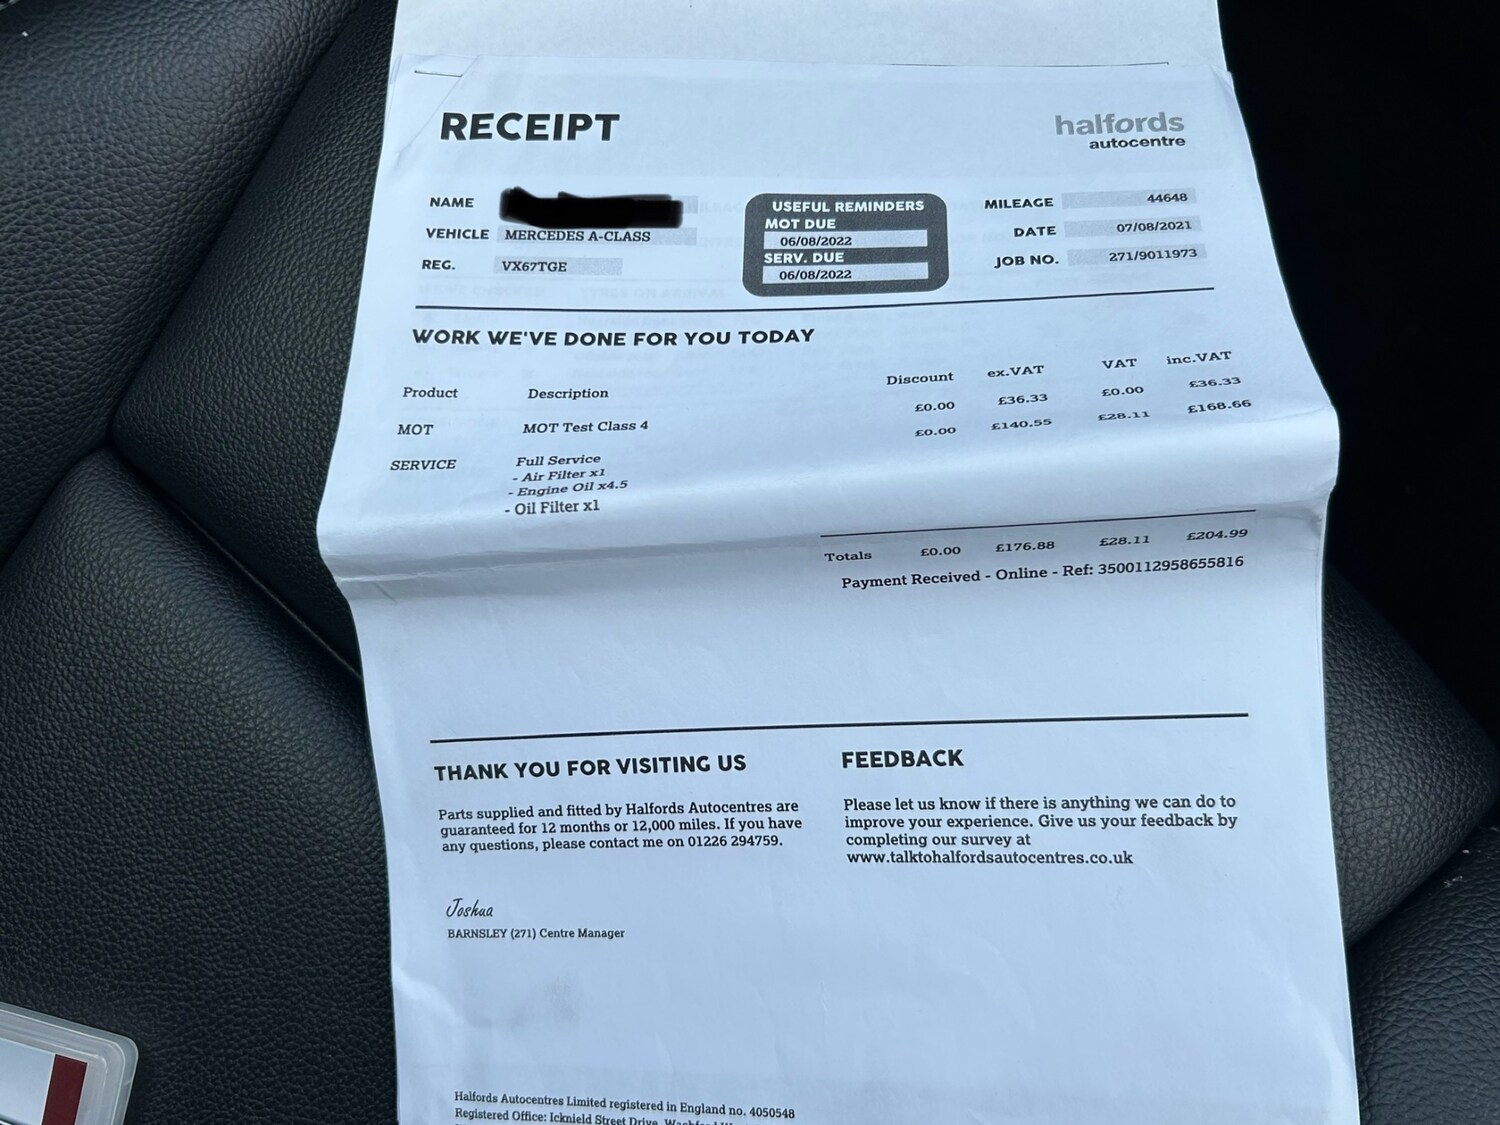 RECEIPT
halfords
autocentre
NAME
VEHICLE MERCEDES A-CLASS
REG. VX67TGE
USEFUL REMINDERS
MOT DUE
06/08/2022
SERV. DUE
06/08/2022
MILEAGE 44648
DATE 07/08/2021
JOB NO. 271/9011973
WORK WE'VE DONE FOR YOU TODAY
Product Description Discount ex.VAT VAT inc.VAT
MOT MOT Test Class 4 £0.00 £36.33 £0.00 £36.33
SERVICE Full Service £0.00 £140.55 £28.11 £168.66
- Air Filter x1
- Engine Oil x4.5
- Oil Filter x1
Totals £0.00 £176.88 £28.11 £204.99
Payment Received - Online - Ref: 3500112958655816
THANK YOU FOR VISITING US
Parts supplied and fitted by Halfords Autocentres are
guaranteed for 12 months or 12,000 miles. If you have
any questions, please contact me on 01226 294759.
Joshua
BARNSLEY (271) Centre Manager
FEEDBACK
Please let us know if there is anything we can do to
improve your experience. Give us your feedback by
completing our survey at
www.talktohalfordsautocentres.co.uk
Halfords Autocentres Limited registered in England no. 4050548
Registered Office: Icknield Street Drive,